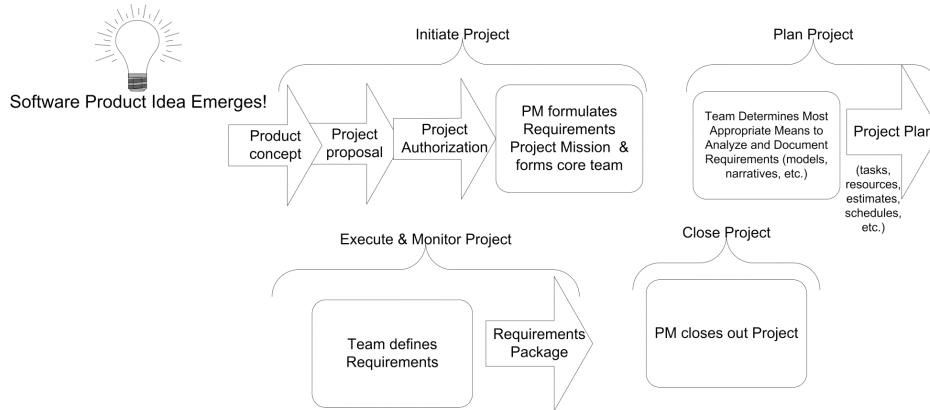 Software Product Idea Emerges!
Initiate Project
Product
concept
Project
proposal
Project
Authorization
PM formulates
Requirements
Project Mission &
forms core team
Plan Project
Team Determines Most
Appropriate Means to
Analyze and Document
Requirements (models,
narratives, etc.)
Project Plan
(tasks,
resources,
estimates,
schedules,
etc.)
Execute & Monitor Project
Team defines
Requirements
Requirements
Package
Close Project
PM closes out Project